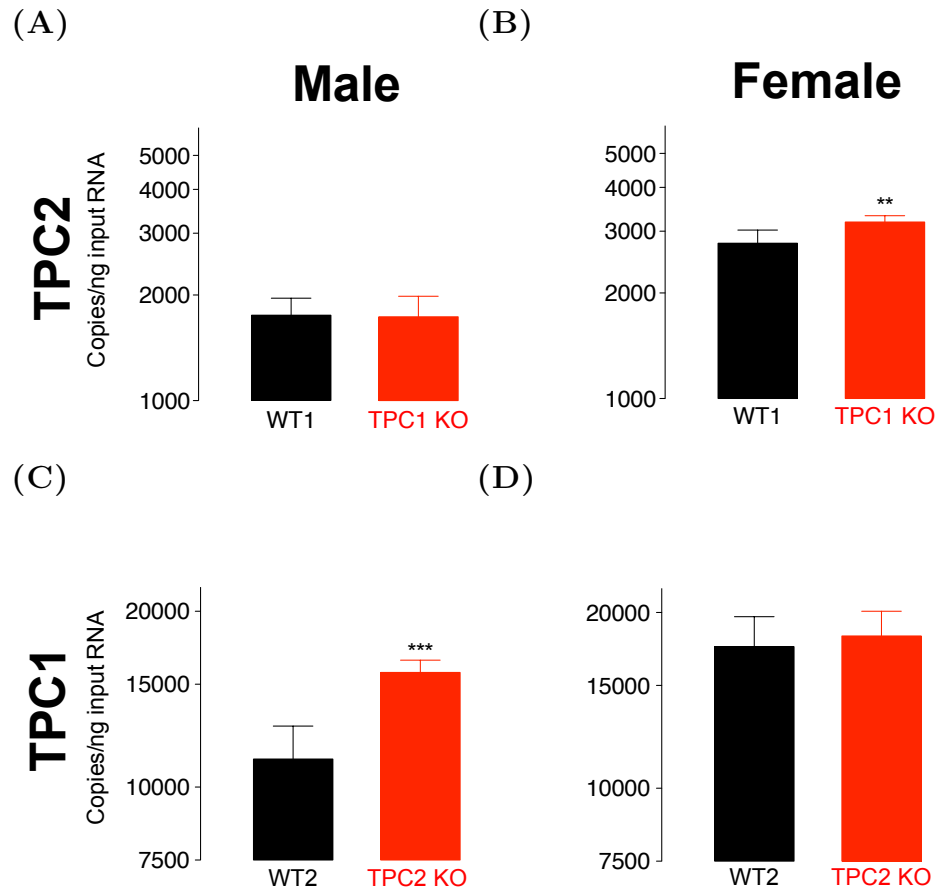 (A)
(B)
Male
Female
TPC2
Copies/ng input RNA
5000
4000
3000
2000
1000
WT1
TPC1 KO
5000
4000
3000
2000
1000
**
WT1
TPC1 KO
(C)
(D)
TPC1
Copies/ng input RNA
20000
15000
10000
7500
***
WT2
TPC2 KO
20000
15000
10000
7500
WT2
TPC2 KO